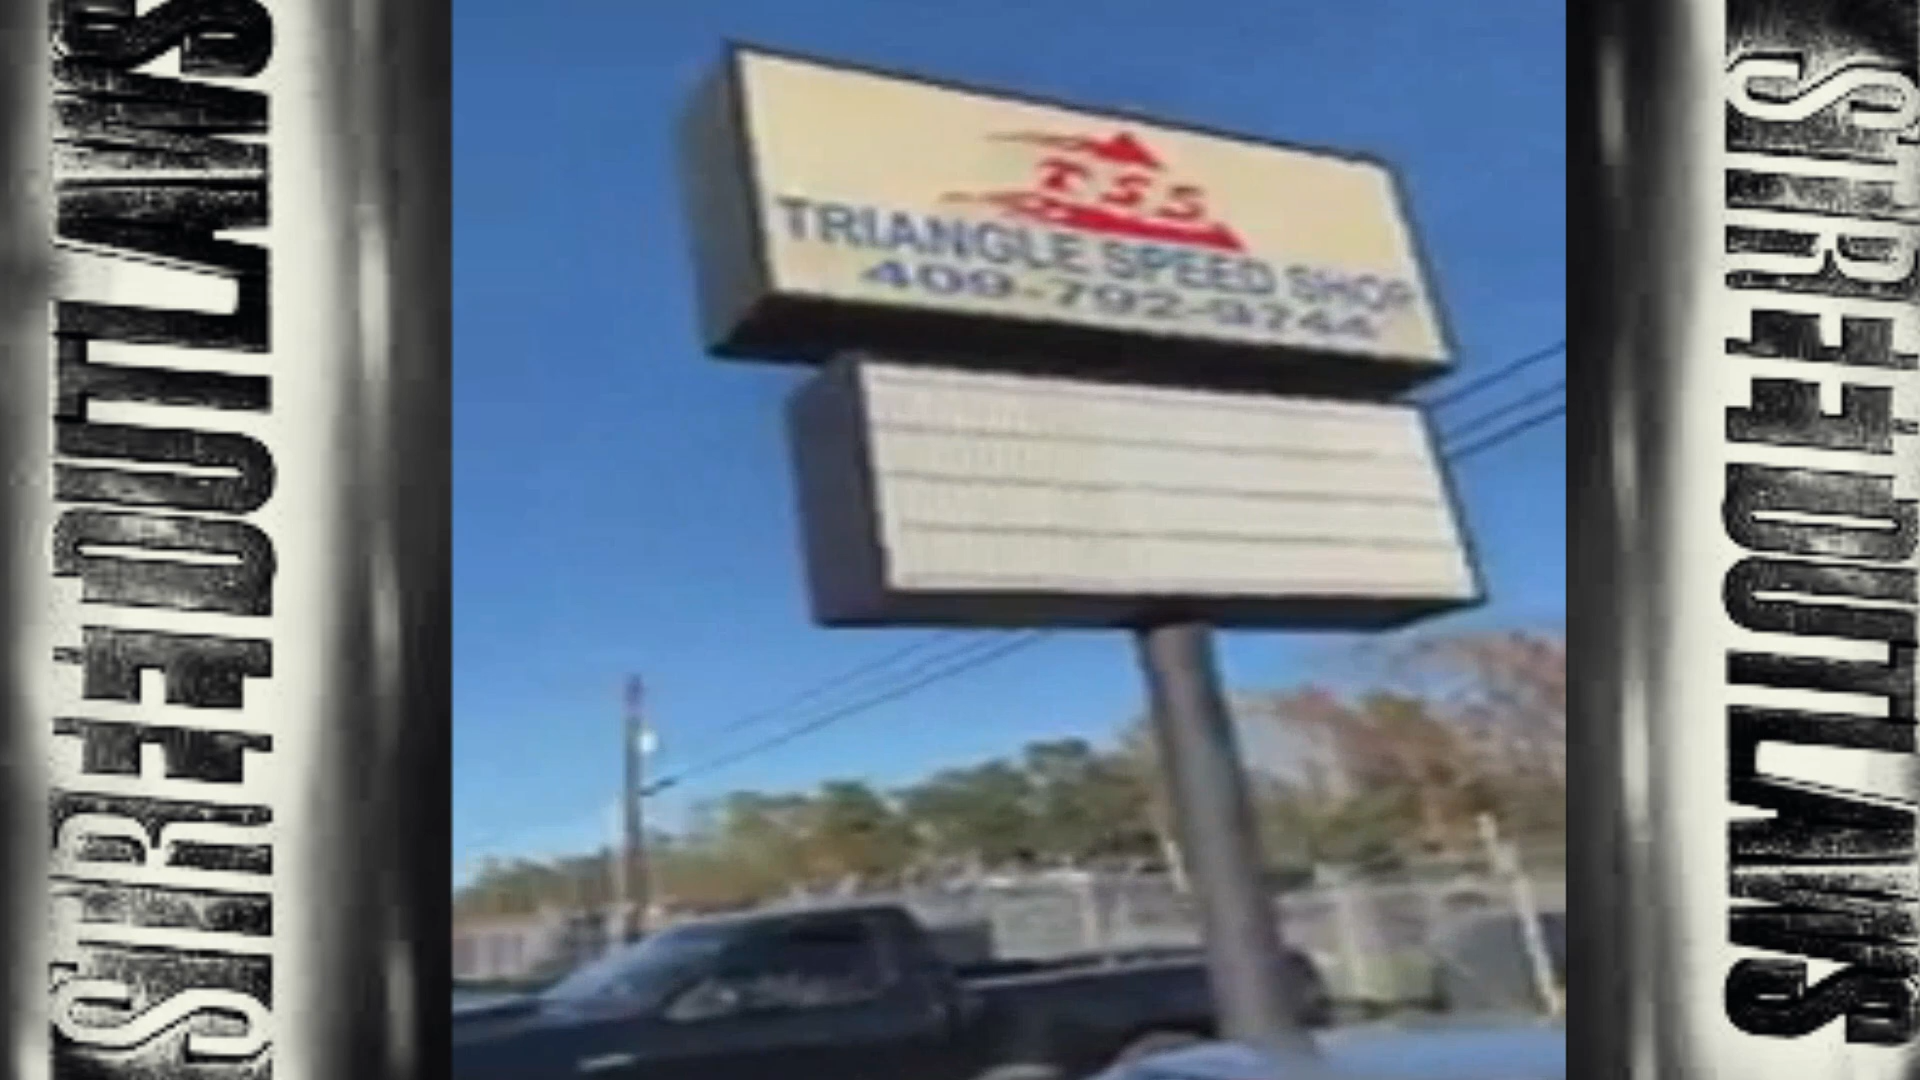 STREET OUTLAWS
TSS
TRIANGLE SPEED SHOP
409-792-9744
STREET OUTLAWS